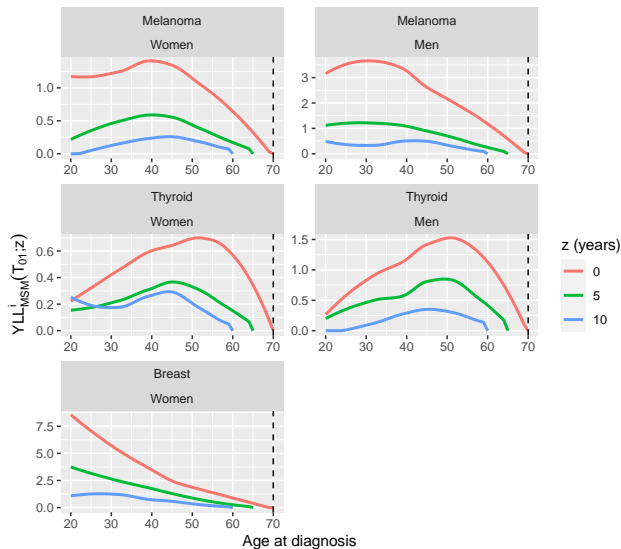 Melanoma
Women
Melanoma
Men
1.0
0.5
0.0
20 30 40 50 60 70
3
2
1
0
20 30 40 50 60 70
Thyroid
Women
Thyroid
Men
0.6
0.4
0.2
0.0
20 30 40 50 60 70
1.5
1.0
0.5
0.0
20 30 40 50 60 70
Breast
Women
7.5
5.0
2.5
0.0
20 30 40 50 60 70
Age at diagnosis
YLL^i_MSM(T_01;z)
z (years)
0
5
10